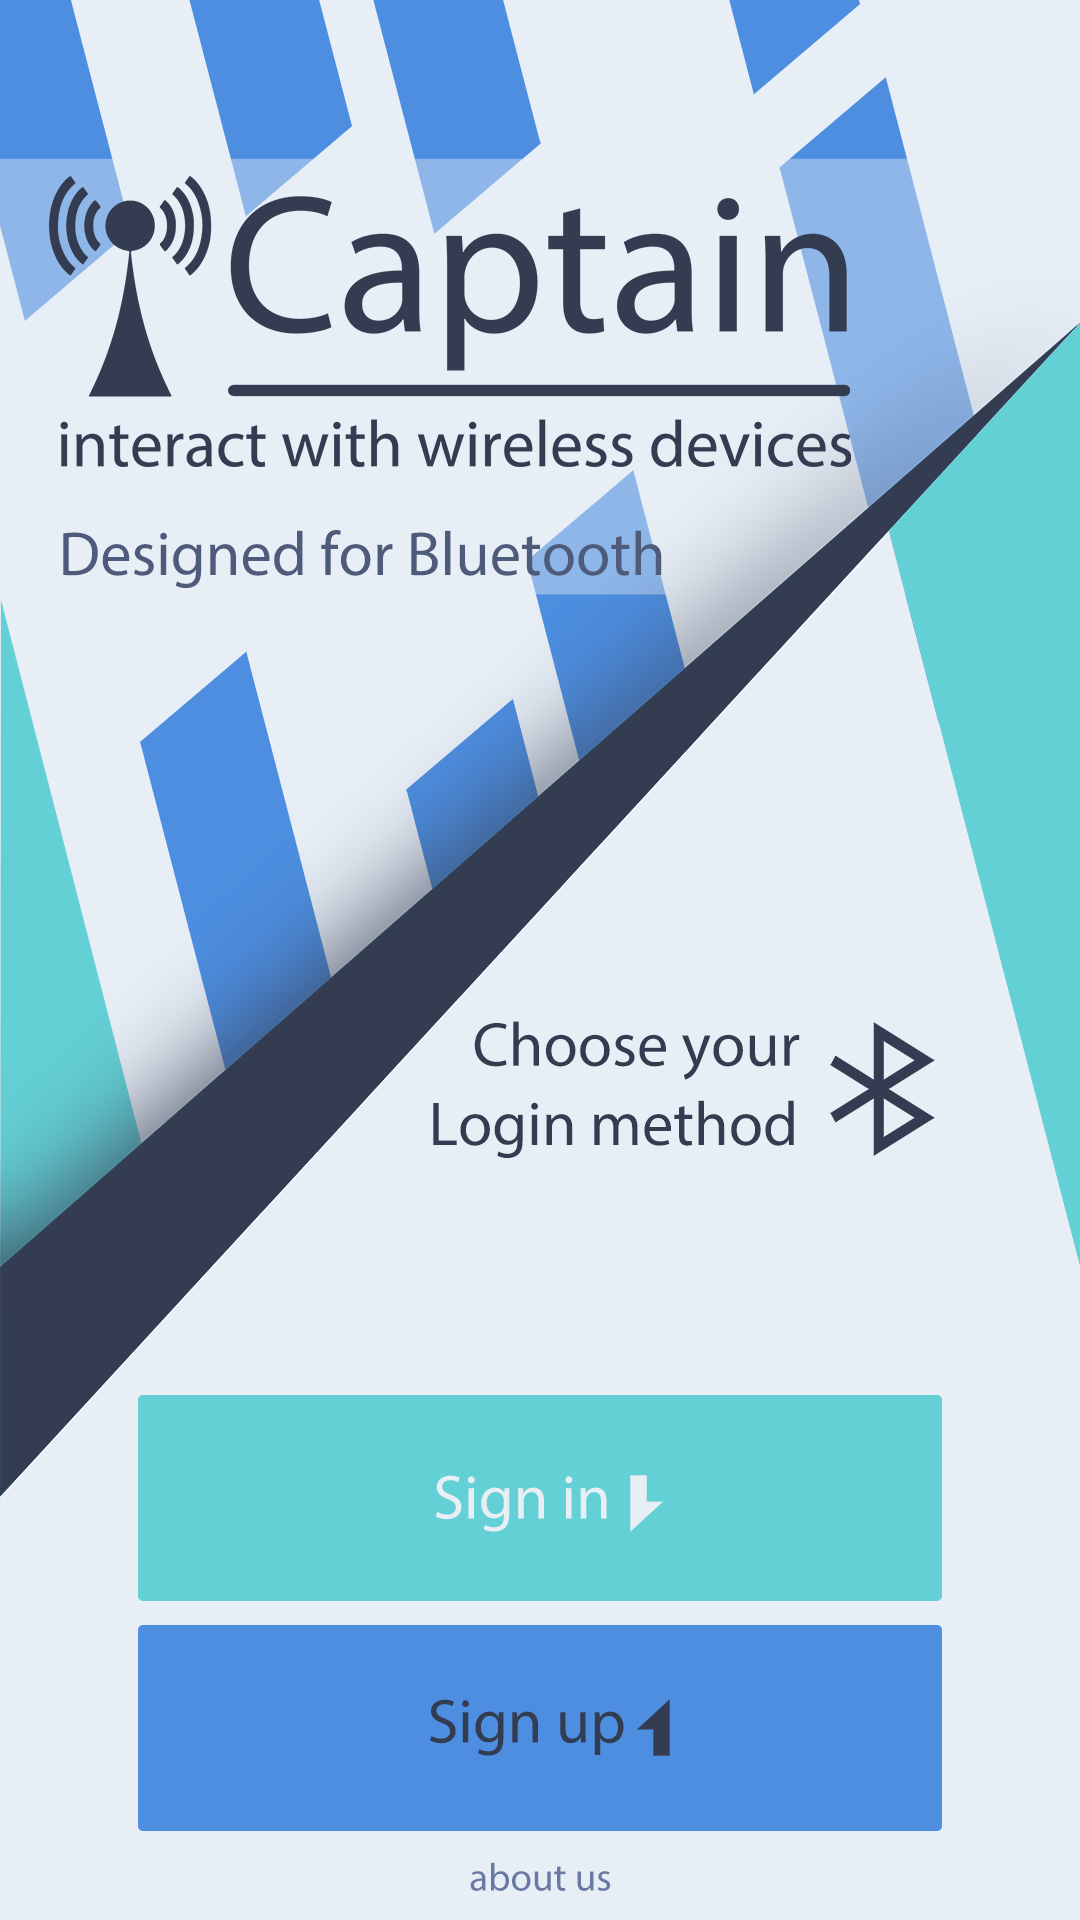 Captain
interact with wireless devices
Designed for Bluetooth
Choose your
Login method
Sign in
Sign up
about us